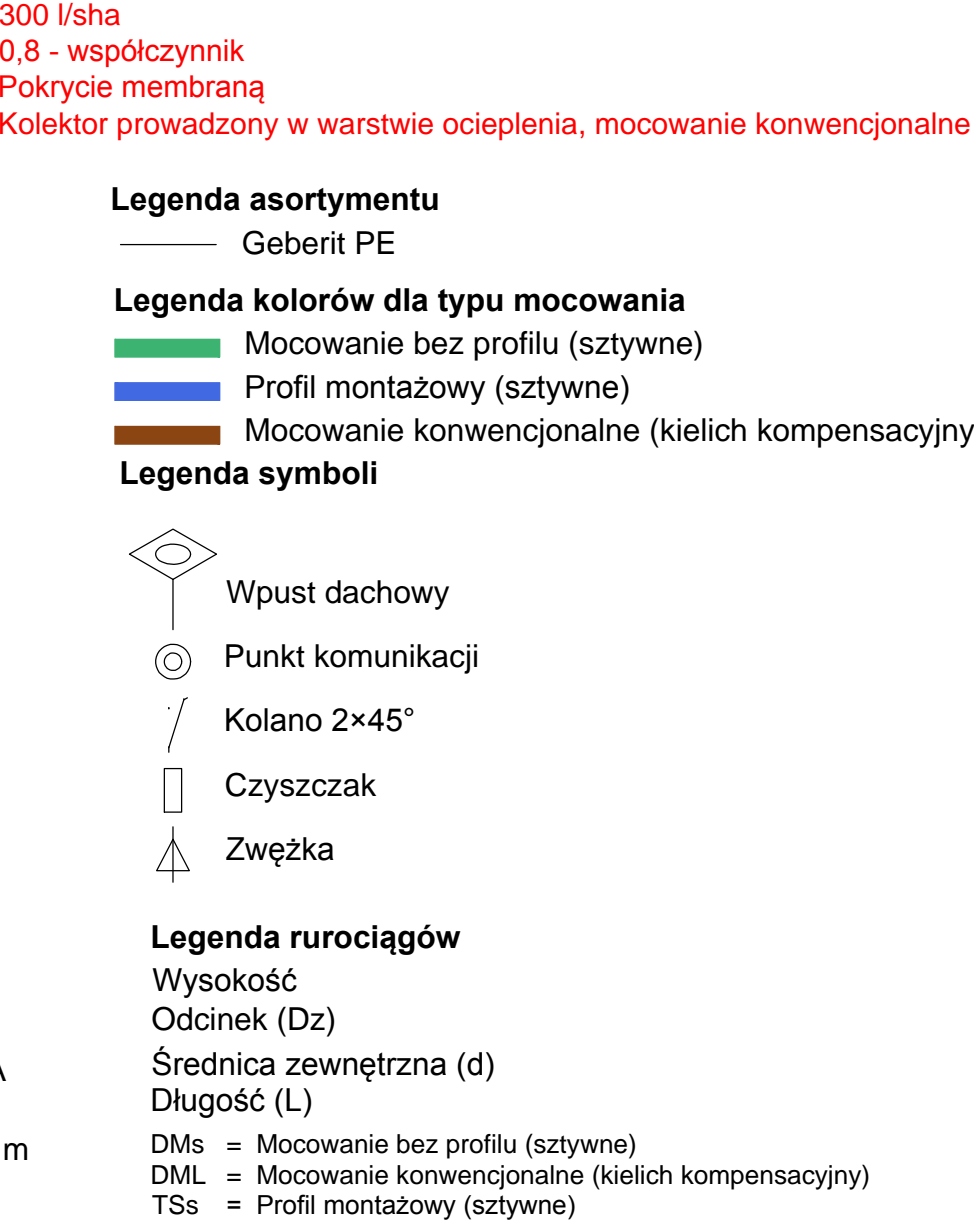 300 l/sha
0,8 - współczynnik
Pokrycie membraną
Kolektor prowadzony w warstwie ocieplenia, mocowanie konwencjonalne
Legenda asortymentu
Geberit PE
Legenda kolorów dla typu mocowania
Mocowanie bez profilu (sztywne)
Profil montażowy (sztywne)
Mocowanie konwencjonalne (kielich kompensacyjny
Legenda symboli
Wpust dachowy
Punkt komunikacji
Kolano 2×45°
Czyszczak
Zwężka
Legenda rurociągów
Wysokość
Odcinek (Dz)
Średnica zewnętrzna (d)
Długość (L)
m
DMs = Mocowanie bez profilu (sztywne)
DML = Mocowanie konwencjonalne (kielich kompensacyjny)
TSs = Profil montażowy (sztywne)